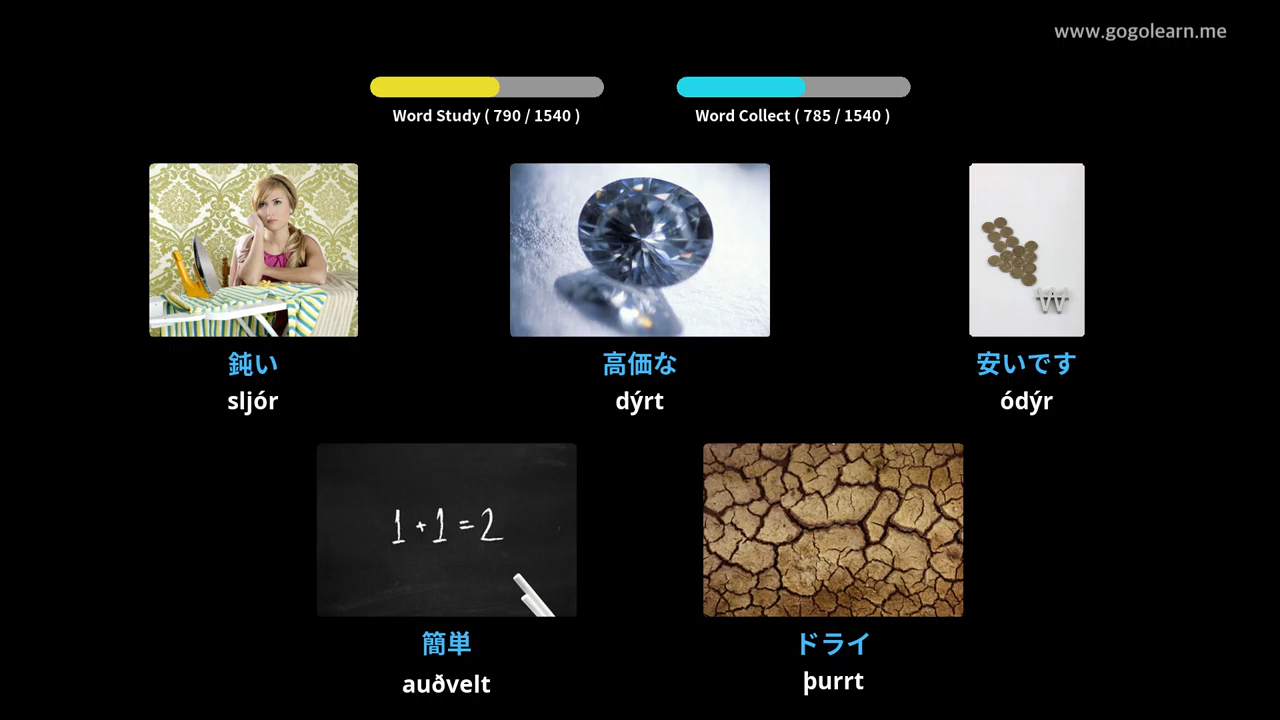 www.gogolearn.me
Word Study ( 790 / 1540 )
Word Collect ( 785 / 1540 )
鈍い
sljór
高価な
dýrt
安いです
ódýr
₩
1+1=2
簡単
auðvelt
ドライ
þurrt